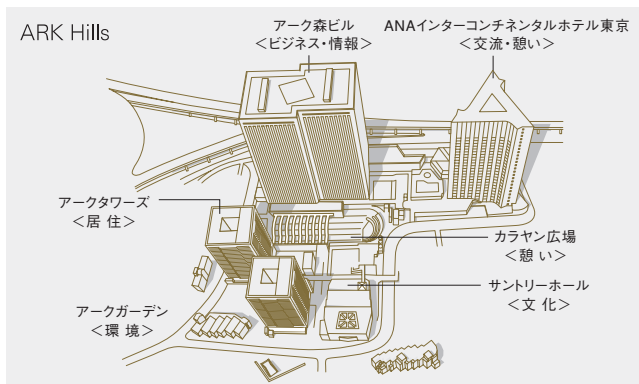 ARK Hills
アーク森ビル
＜ビジネス・情報＞
ANAインターコンチネンタルホテル東京
＜交流・憩い＞
アークタワーズ
＜居 住＞
カラヤン広場
＜憩 い＞
サントリーホール
＜文 化＞
アークガーデン
＜環 境＞